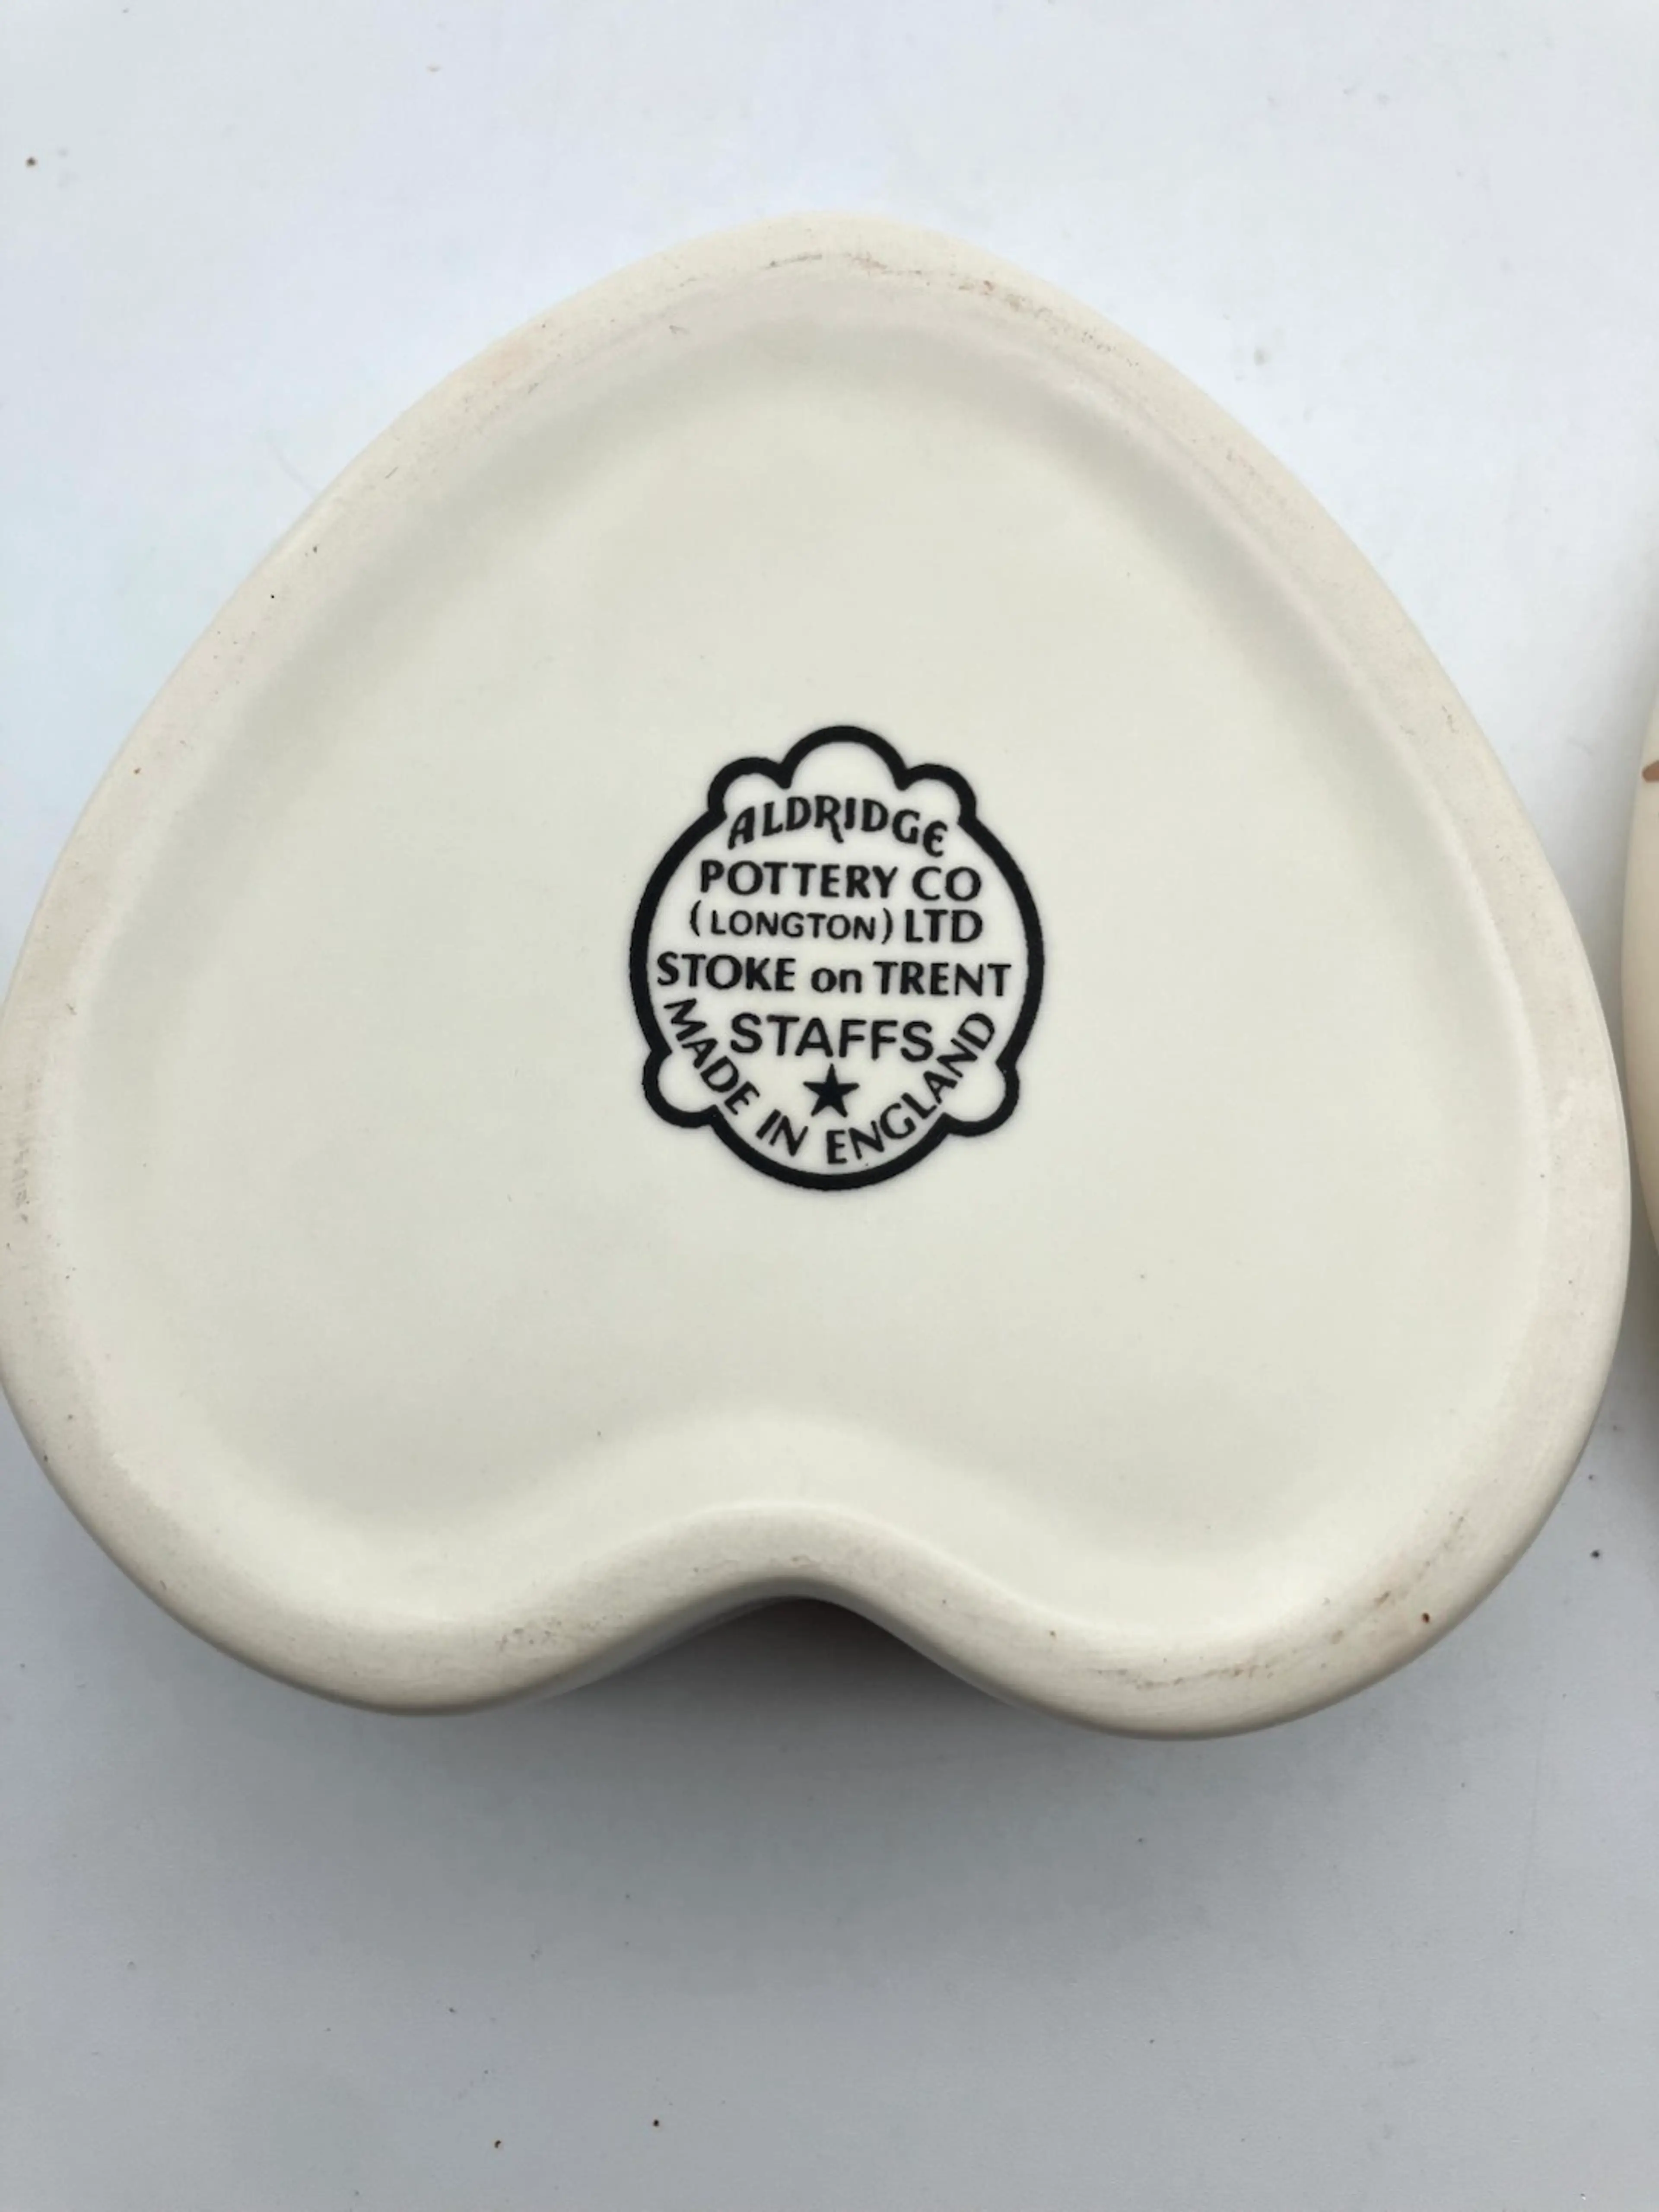 ALDRIDGE
POTTERY CO
(LONGTON) LTD
STOKE on TRENT
STAFFS
MADE IN ENGLAND